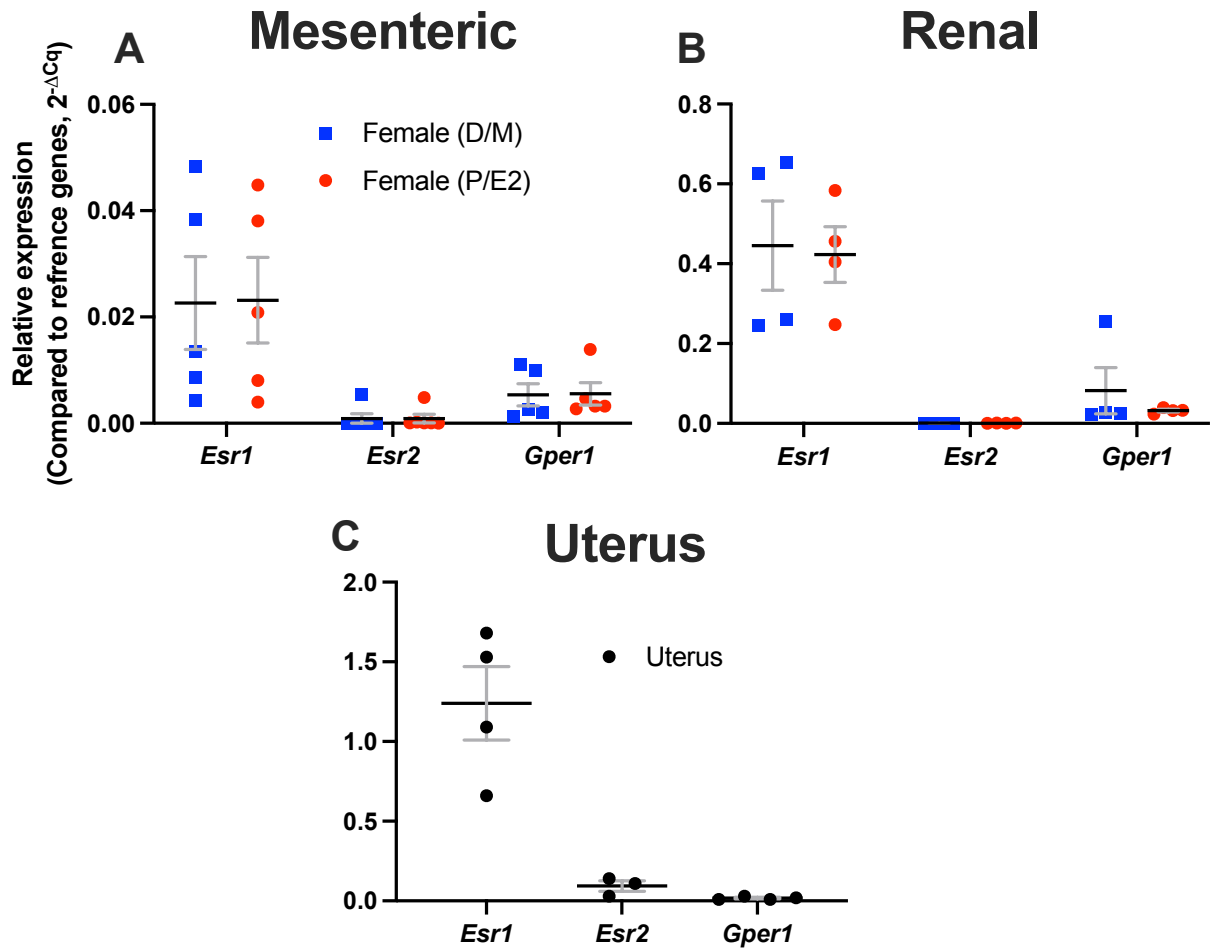 Mesenteric
Renal
A
B
Relative expression
(Compared to refrence genes, 2-ΔCq)
0.06
0.04
0.02
0.00
Female (D/M)
Female (P/E2)
Esr1
Esr2
Gper1
0.8
0.6
0.4
0.2
0.0
Esr1
Esr2
Gper1
C
Uterus
2.0
1.5
1.0
0.5
0.0
Uterus
Esr1
Esr2
Gper1